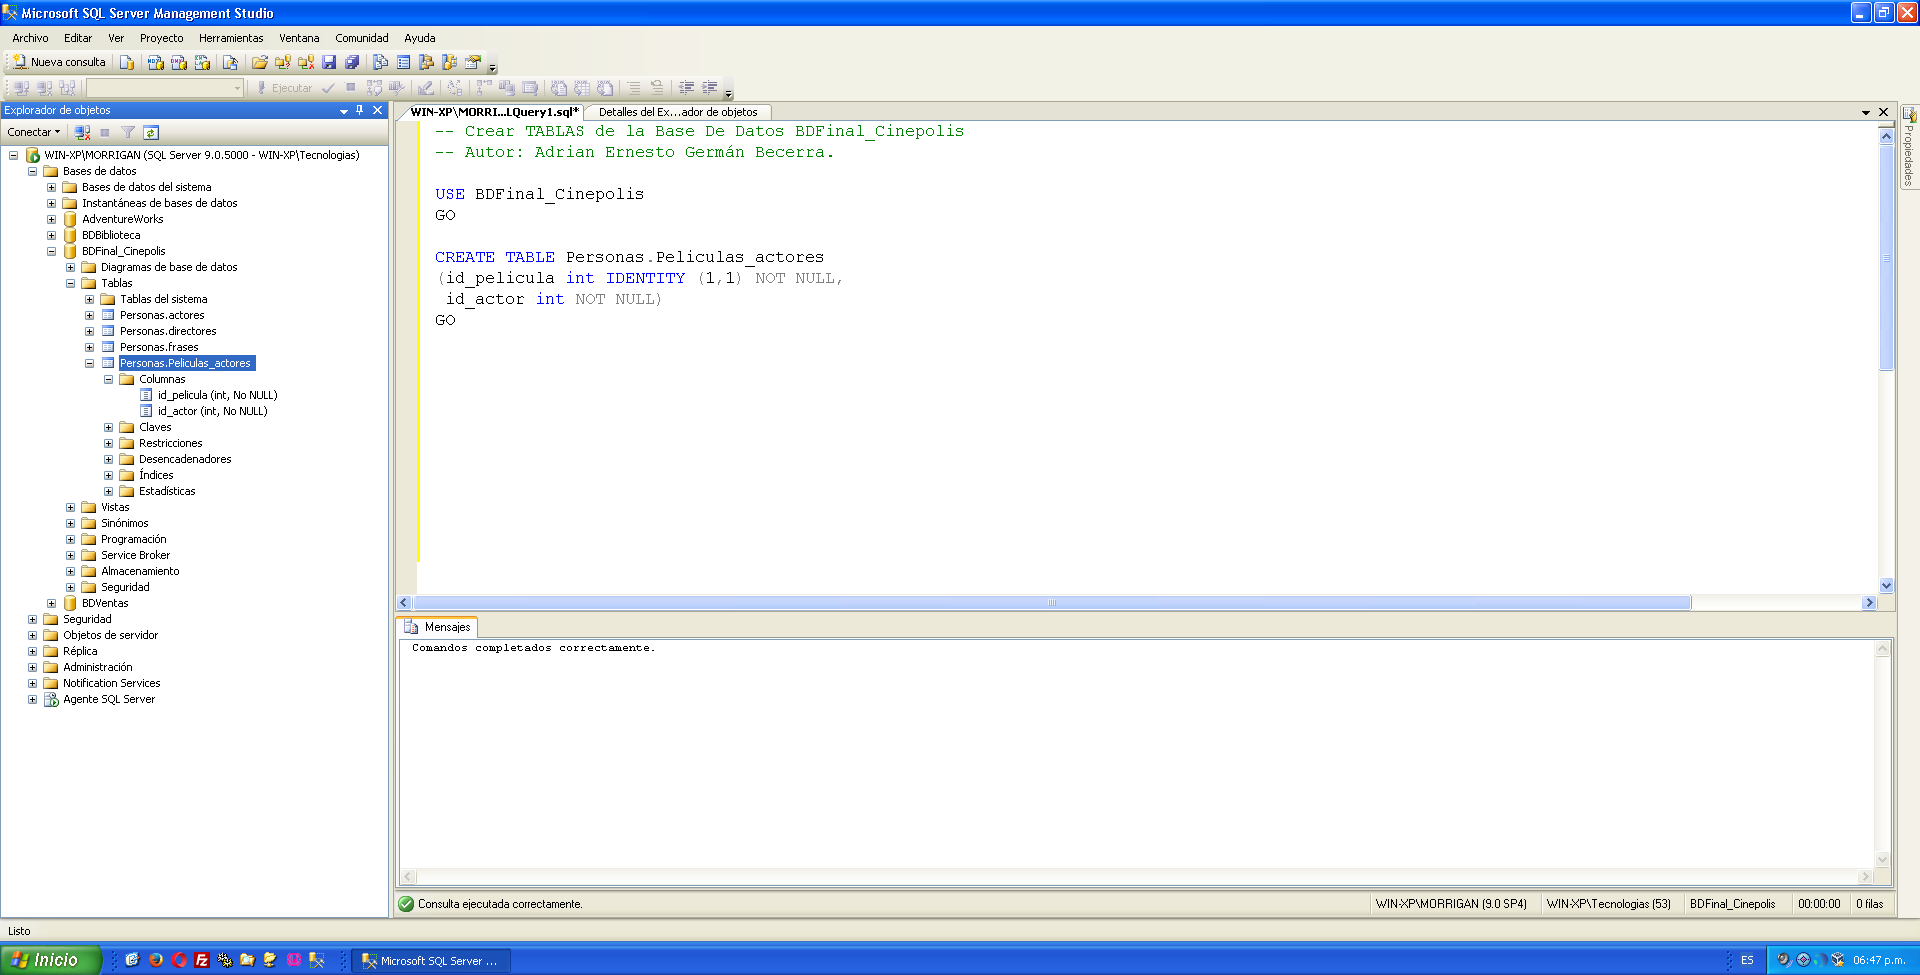 Microsoft SQL Server Management Studio
Archivo Editar Ver Proyecto Herramientas Ventana Comunidad Ayuda
Nueva consulta
Ejecutar
Explorador de objetos
Conectar
WIN-XP\MORRIGAN (SQL Server 9.0.5000 - WIN-XP\Tecnologias)
Bases de datos
Bases de datos del sistema
Instantáneas de bases de datos
AdventureWorks
BDBiblioteca
BDFinal_Cinepolis
Diagramas de base de datos
Tablas
Tablas del sistema
Personas.actores
Personas.directores
Personas.frases
Personas.Peliculas_actores
Columnas
id_pelicula (int, No NULL)
id_actor (int, No NULL)
Claves
Restricciones
Desencadenadores
Índices
Estadísticas
Vistas
Sinónimos
Programación
Service Broker
Almacenamiento
Seguridad
BDVentas
Seguridad
Objetos de servidor
Réplica
Administración
Notification Services
Agente SQL Server
WIN-XP\MORRI...LQuery1.sql* Detalles del Ex...ador de objetos
-- Crear TABLAS de la Base De Datos BDFinal_Cinepolis
-- Autor: Adrian Ernesto Germán Becerra.
USE BDFinal_Cinepolis
GO
CREATE TABLE Personas.Peliculas_actores
(id_pelicula int IDENTITY (1,1) NOT NULL,
id_actor int NOT NULL)
GO
Propiedades
Mensajes
Comandos completados correctamente.
Consulta ejecutada correctamente. WIN-XP\MORRIGAN (9.0 SP4) WIN-XP\Tecnologias (53) BDFinal_Cinepolis 00:00:00 0 filas
Listo
Inicio Microsoft SQL Server ... ES 06:47 p.m.